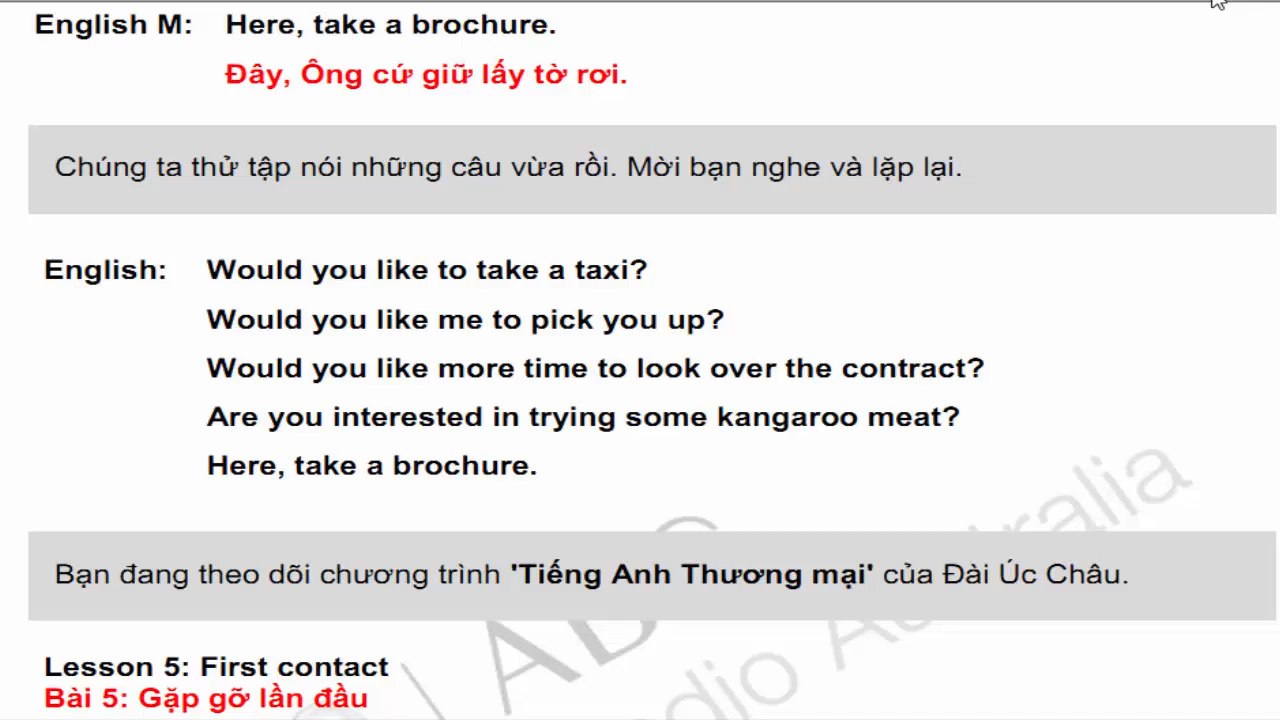 English M: Here, take a brochure.
Đây, Ông cứ giữ lấy tờ rơi.
Chúng ta thử tập nói những câu vừa rồi. Mời bạn nghe và lặp lại.
English: Would you like to take a taxi?
Would you like me to pick you up?
Would you like more time to look over the contract?
Are you interested in trying some kangaroo meat?
Here, take a brochure.
Bạn đang theo dõi chương trình 'Tiếng Anh Thương mại' của Đài Úc Châu.
Lesson 5: First contact
Bài 5: Gặp gỡ lần đầu